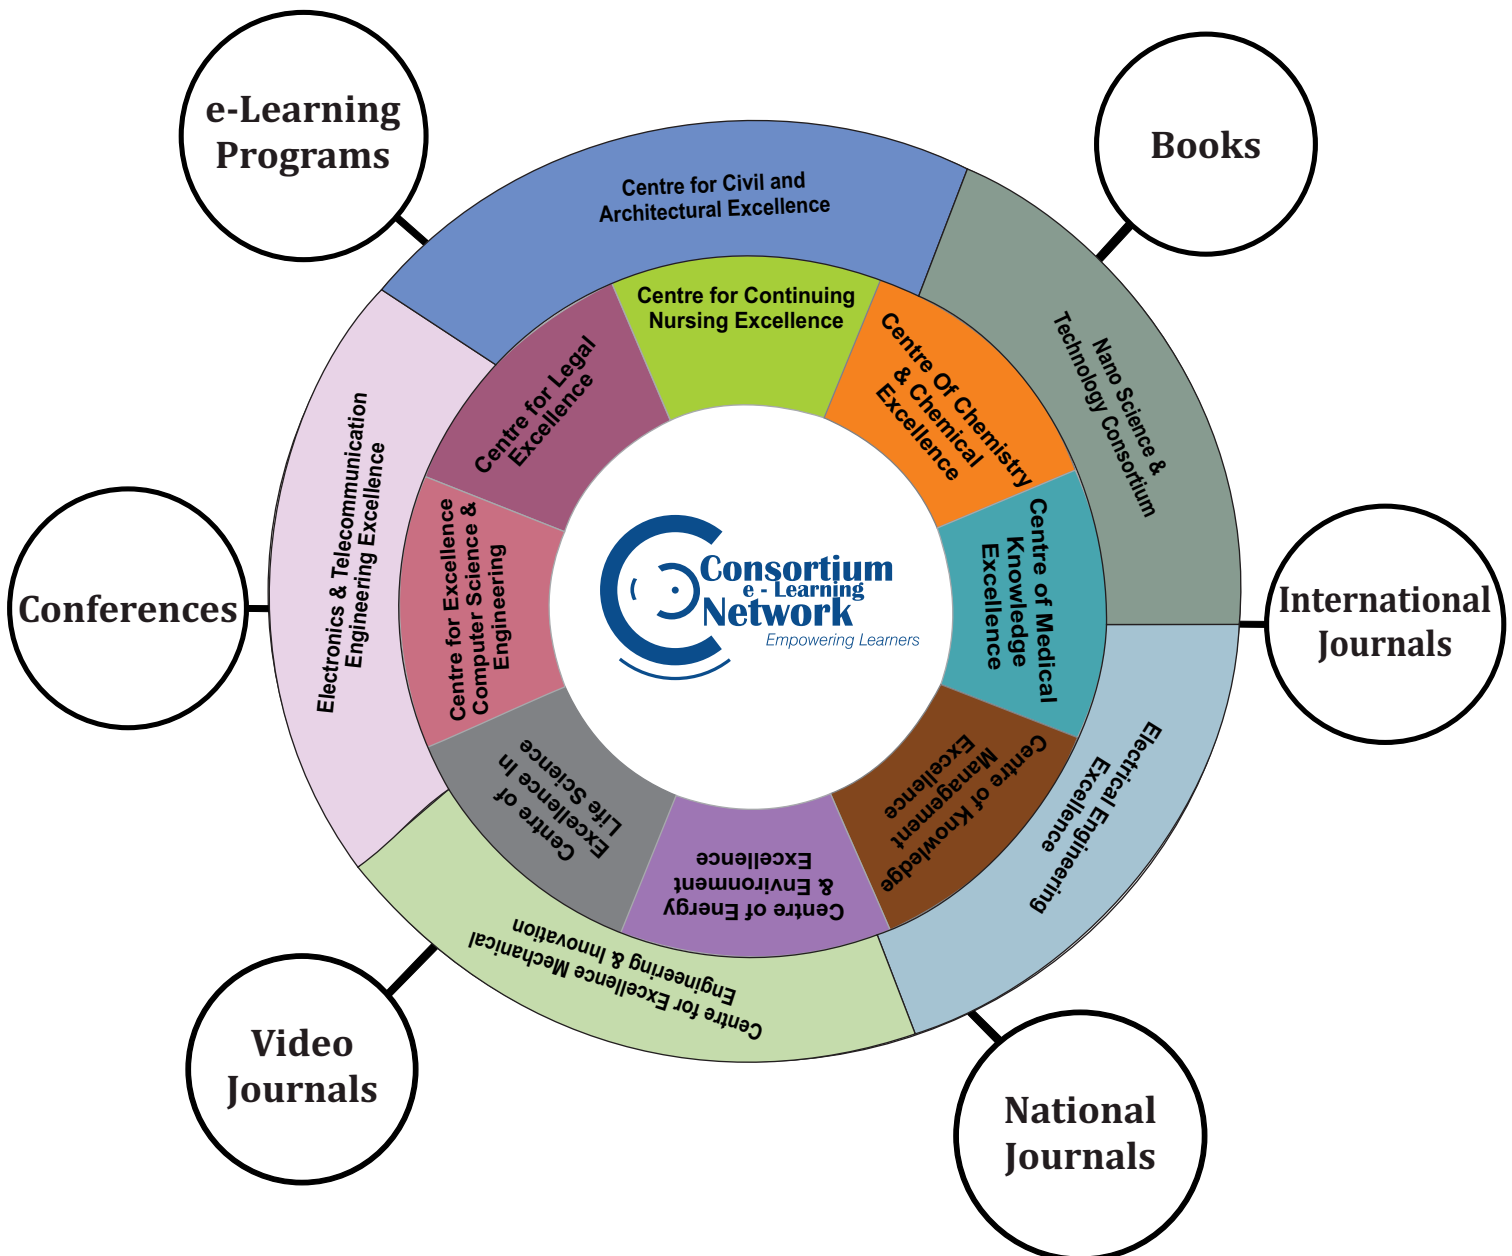 e-Learning
Programs
Books
Centre for Civil and
Architectural Excellence
Nano Science &
Technology Consortium
Electrical Engineering
Excellence
Centre for Excellence Mechanical
Engineering & Innovation
Electronics & Telecommunication
Engineering Excellence
Centre for Continuing
Nursing Excellence
Centre Of Chemistry
& Chemical
Excellence
Centre of Medical
Knowledge
Excellence
Centre of Knowledge
Management
Excellence
Centre of Energy
& Environment
Excellence
Centre of
Excellence In
Life Science
Centre for Excellence
Computer Science &
Engineering
Centre for Legal
Excellence
Consortium
e - Learning
Network
Empowering Learners
Conferences
International
Journals
Video
Journals
National
Journals